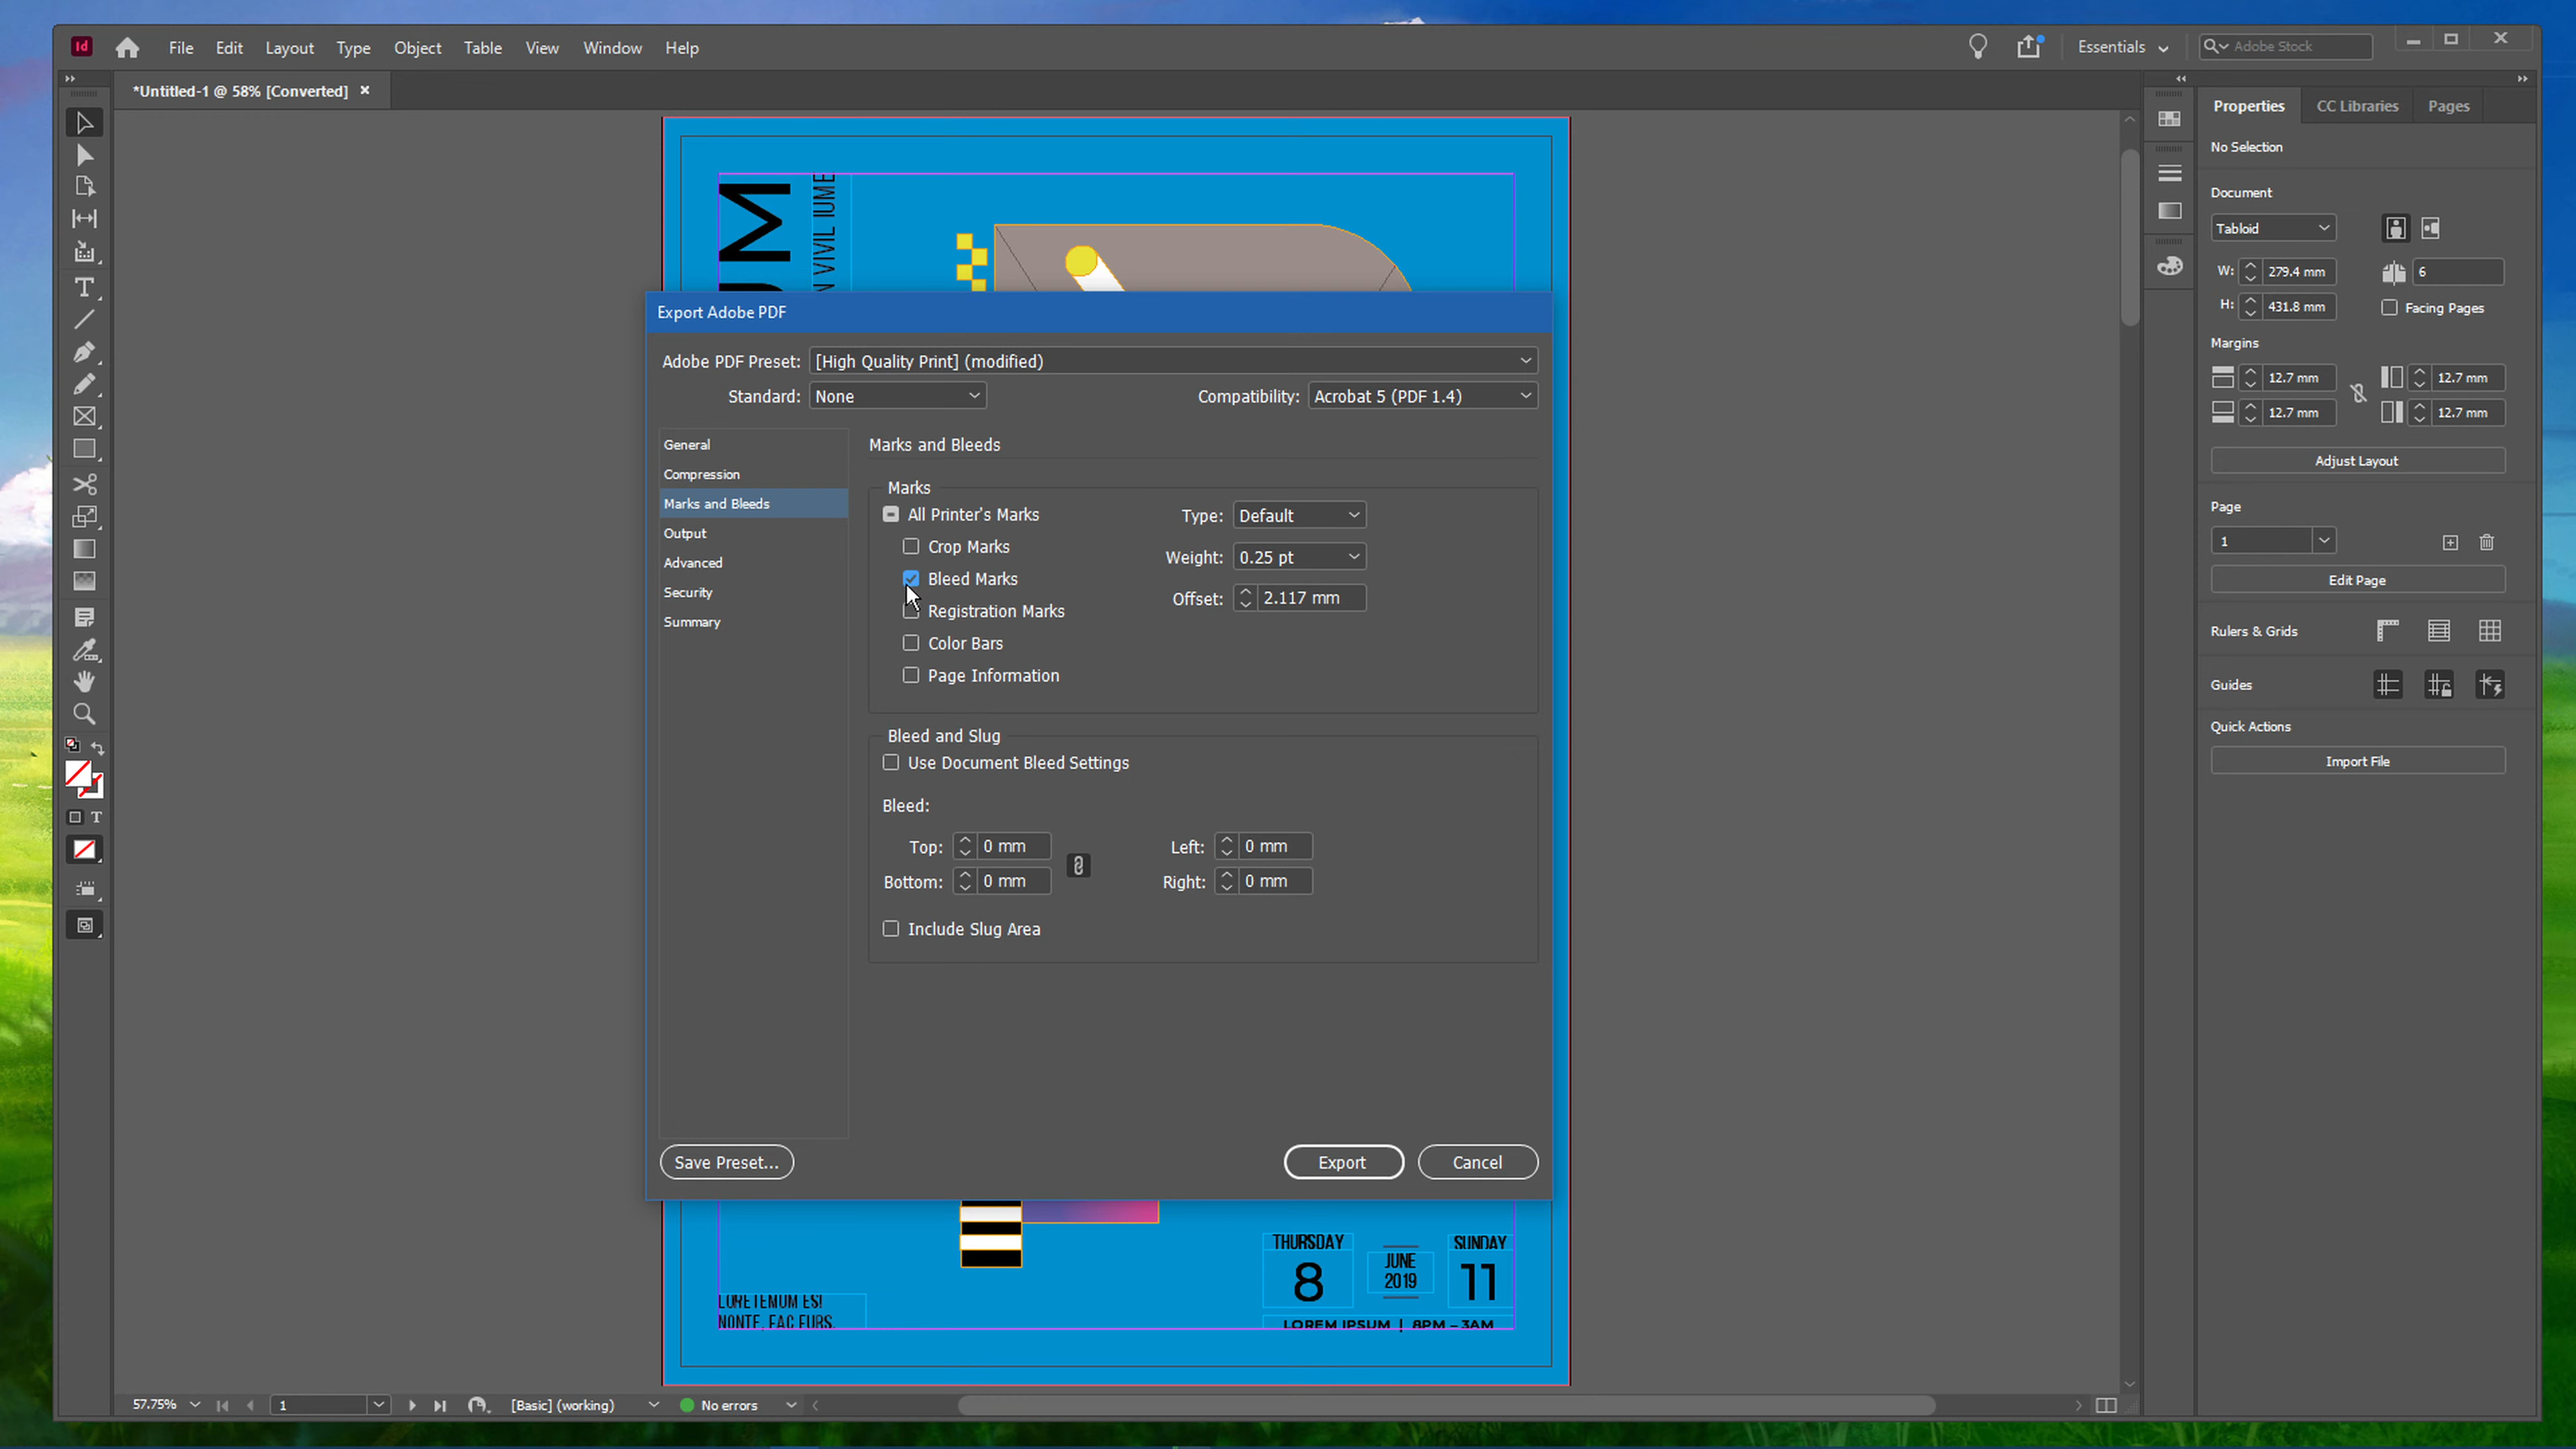 Id File Edit Layout Type Object Table View Window Help Essentials Adobe Stock
*Untitled-1 @ 58% [Converted] ×
Properties CC Libraries Pages
No Selection
Document
Tabloid
W: 279.4 mm 6
H: 431.8 mm Facing Pages
Margins
12.7 mm 12.7 mm
12.7 mm 12.7 mm
Adjust Layout
Page
1
Edit Page
Rulers & Grids
Guides
Quick Actions
Import File
UM
N VIVIL IUME
Export Adobe PDF
Adobe PDF Preset: [High Quality Print] (modified)
Standard: None Compatibility: Acrobat 5 (PDF 1.4)
General
Compression
Marks and Bleeds
Output
Advanced
Security
Summary
Marks and Bleeds
Marks
All Printer's Marks Type: Default
Crop Marks
Weight: 0.25 pt
Bleed Marks
Offset: 2.117 mm
Registration Marks
Color Bars
Page Information
Bleed and Slug
Use Document Bleed Settings
Bleed:
Top: 0 mm Left: 0 mm
Bottom: 0 mm Right: 0 mm
Include Slug Area
Save Preset... Export Cancel
THURSDAY
8
JUNE
2019
SUNDAY
11
LORETEMUM ESI
NONTE, FAC FURS.
LOREM IPSUM | 8PM – 3AM
57.75% 1 [Basic] (working) No errors